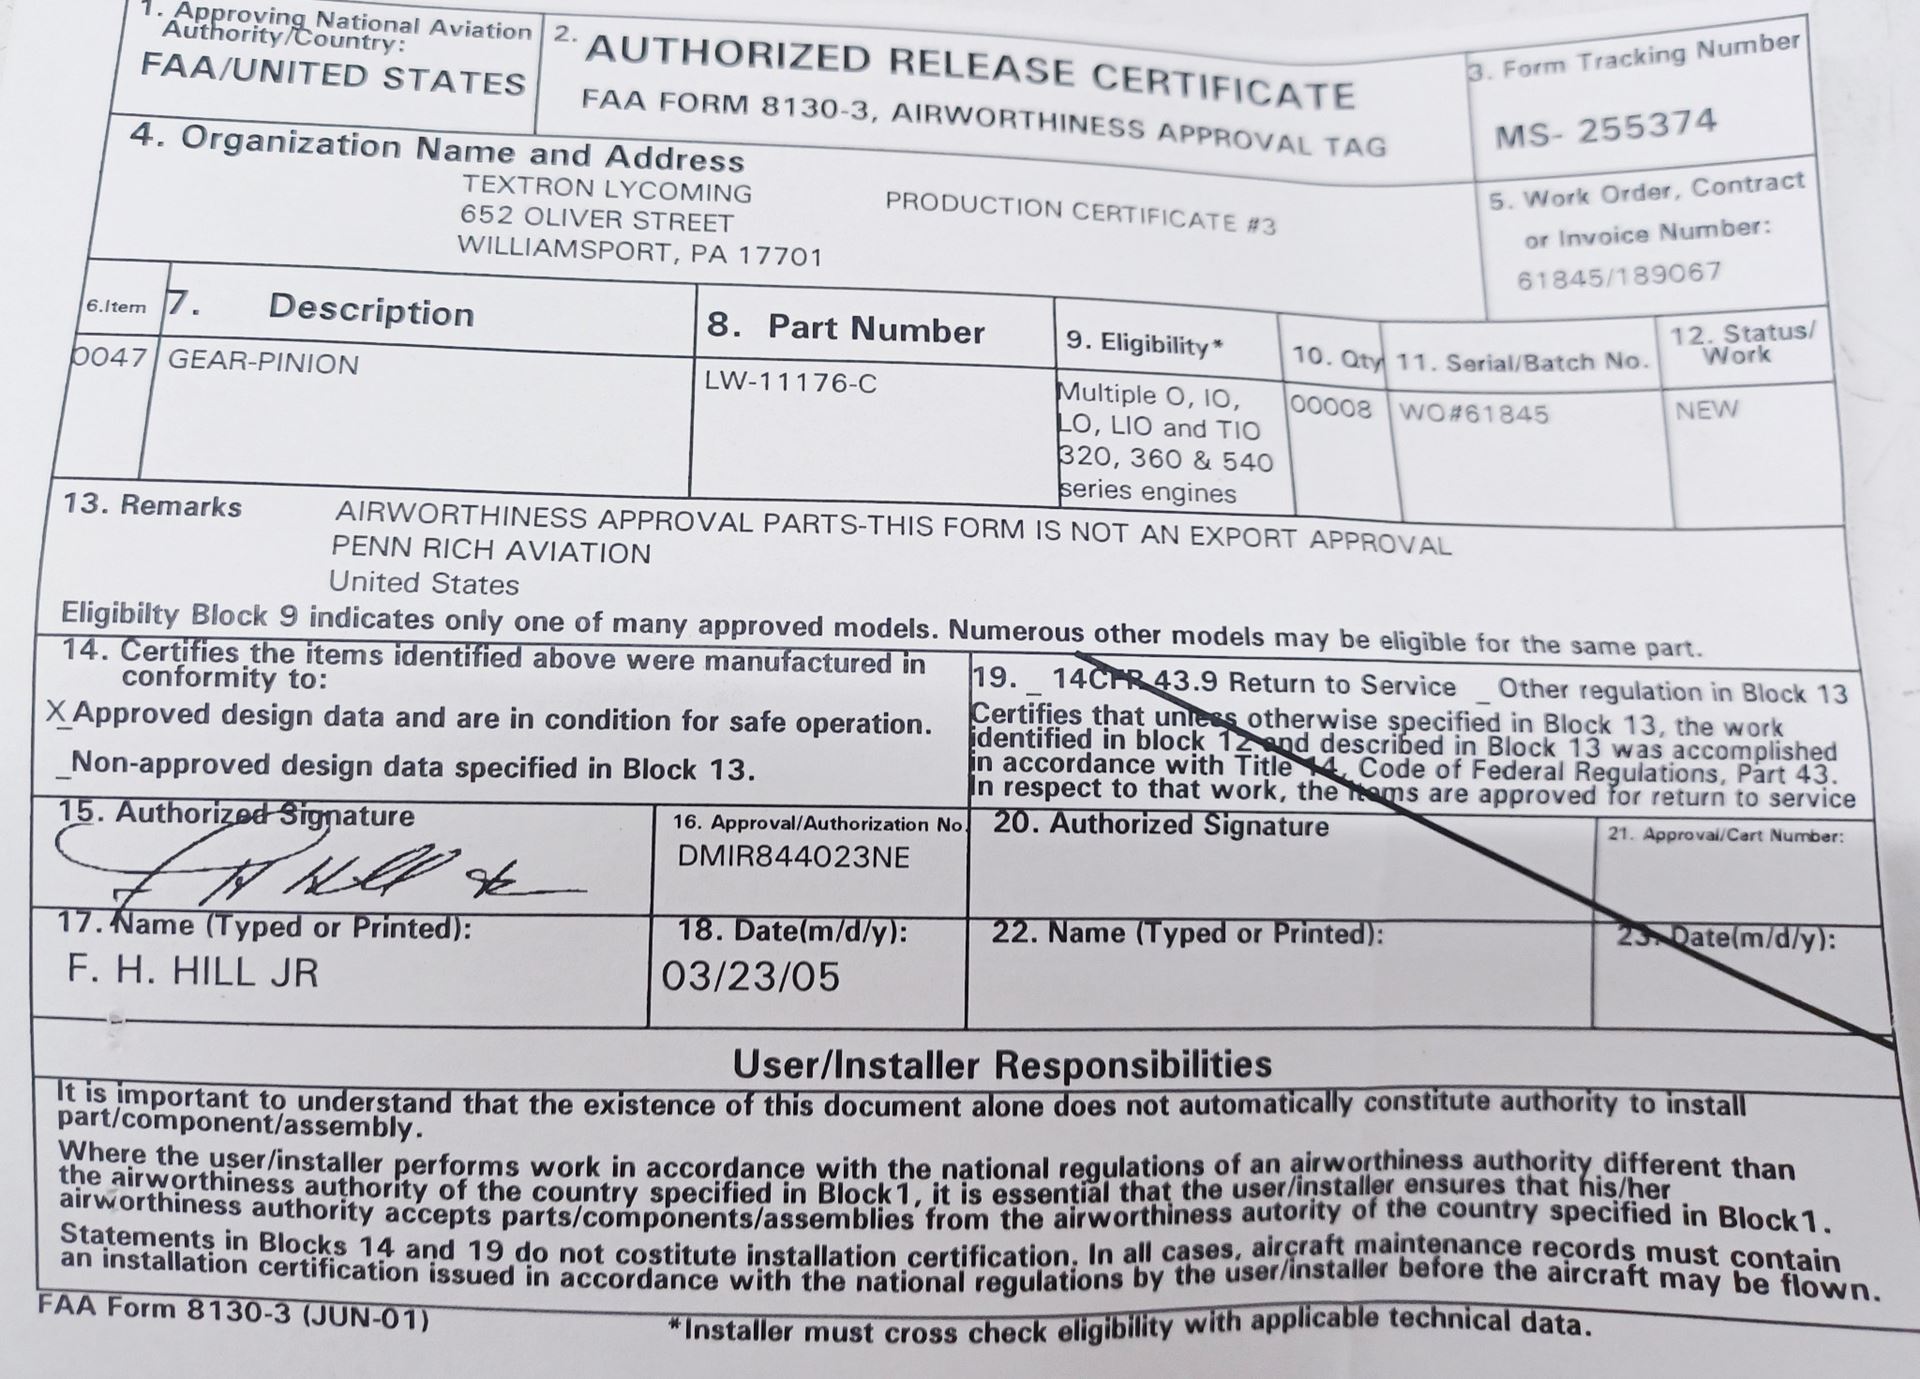 1. Approving National Aviation
Authority/Country:
FAA/UNITED STATES
2. AUTHORIZED RELEASE CERTIFICATE
FAA FORM 8130-3, AIRWORTHINESS APPROVAL TAG
3. Form Tracking Number
MS- 255374
4. Organization Name and Address
TEXTRON LYCOMING
652 OLIVER STREET
WILLIAMSPORT, PA 17701
PRODUCTION CERTIFICATE #3
5. Work Order, Contract
or Invoice Number:
61845/189067
6.Item
7. Description
8. Part Number
9. Eligibility*
10. Qty
11. Serial/Batch No.
12. Status/
Work
0047
GEAR-PINION
LW-11176-C
Multiple O, IO,
LO, LIO and TIO
320, 360 & 540
series engines
00008
WO#61845
NEW
13. Remarks
AIRWORTHINESS APPROVAL PARTS-THIS FORM IS NOT AN EXPORT APPROVAL
PENN RICH AVIATION
United States
Eligibilty Block 9 indicates only one of many approved models. Numerous other models may be eligible for the same part.
14. Certifies the items identified above were manufactured in
conformity to:
X Approved design data and are in condition for safe operation.
_Non-approved design data specified in Block 13.
19. _ 14CFR 43.9 Return to Service _ Other regulation in Block 13
Certifies that unless otherwise specified in Block 13, the work
identified in block 12 and described in Block 13 was accomplished
in accordance with Title 14, Code of Federal Regulations, Part 43.
In respect to that work, the items are approved for return to service
15. Authorized Signature
16. Approval/Authorization No.
DMIR844023NE
20. Authorized Signature
21. Approval/Cert Number:
17. Name (Typed or Printed):
F. H. HILL JR
18. Date(m/d/y):
03/23/05
22. Name (Typed or Printed):
23. Date(m/d/y):
User/Installer Responsibilities
It is important to understand that the existence of this document alone does not automatically constitute authority to install
part/component/assembly.
Where the user/installer performs work in accordance with the national regulations of an airworthiness authority different than
the airworthiness authority of the country specified in Block1, it is essential that the user/installer ensures that his/her
airworthiness authority accepts parts/components/assemblies from the airworthiness autority of the country specified in Block1.
Statements in Blocks 14 and 19 do not costitute installation certification. In all cases, aircraft maintenance records must contain
an installation certification issued in accordance with the national regulations by the user/installer before the aircraft may be flown.
FAA Form 8130-3 (JUN-01)
*Installer must cross check eligibility with applicable technical data.